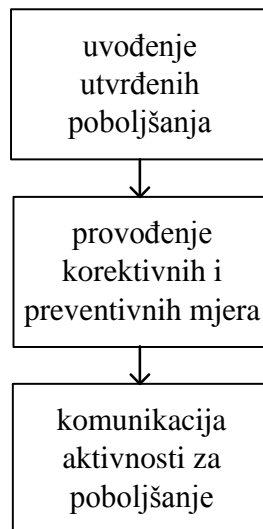 uvođenje
utvrđenih
poboljšanja
provođenje
korektivnih i
preventivnih mjera
komunikacija
aktivnosti za
poboljšanje